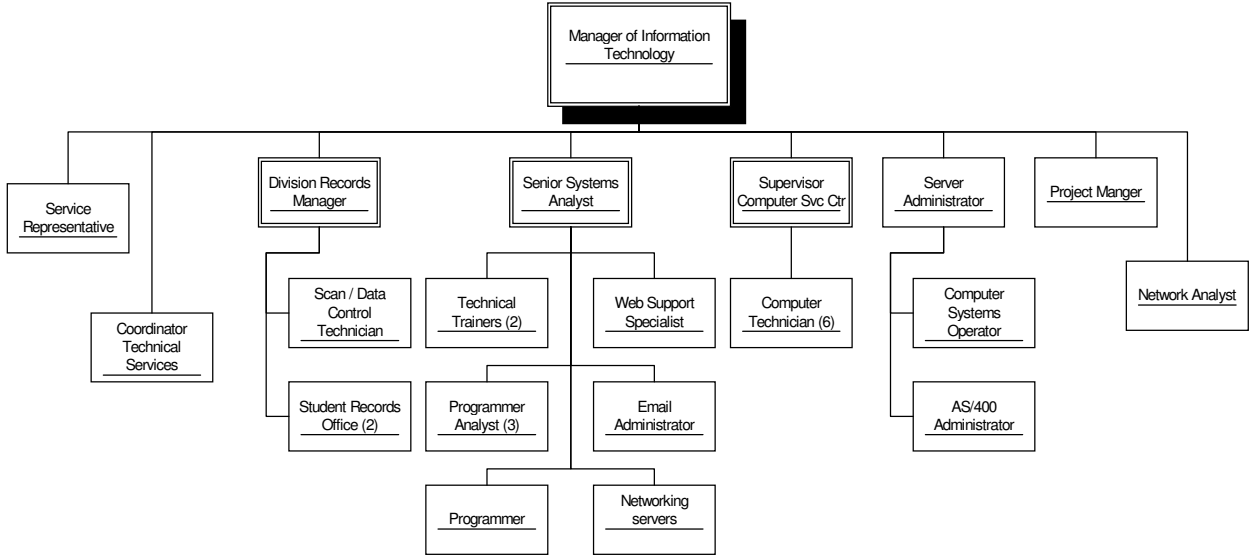 Manager of Information
Technology
Service
Representative
Coordinator
Technical
Services
Division Records
Manager
Scan / Data
Control
Technician
Student Records
Office (2)
Senior Systems
Analyst
Technical
Trainers (2)
Web Support
Specialist
Programmer
Analyst (3)
Email
Administrator
Programmer
Networking
servers
Supervisor
Computer Svc Ctr
Computer
Technician (6)
Server
Administrator
Computer
Systems
Operator
AS/400
Administrator
Project Manger
Network Analyst